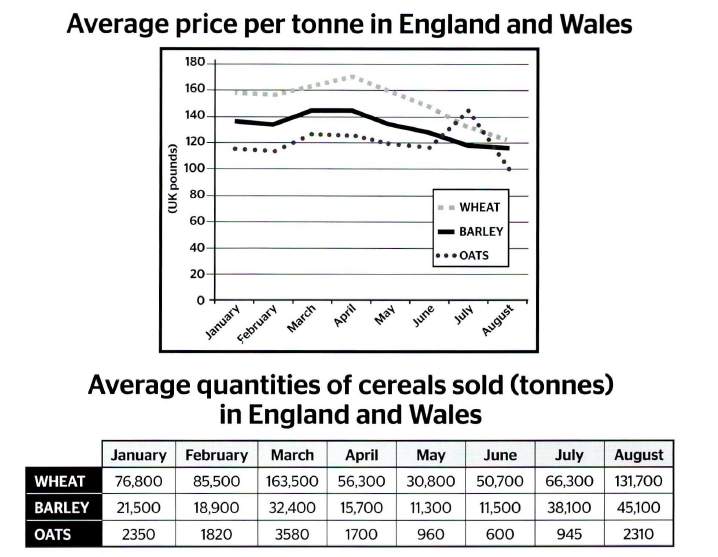 Average price per tonne in England and Wales
180
160
140
120
100
80
60
40
20
0
(UK pounds)
WHEAT
BARLEY
OATS
January February March April May June July August
Average quantities of cereals sold (tonnes)
in England and Wales
January February March April May June July August
WHEAT 76,800 85,500 163,500 56,300 30,800 50,700 66,300 131,700
BARLEY 21,500 18,900 32,400 15,700 11,300 11,500 38,100 45,100
OATS 2350 1820 3580 1700 960 600 945 2310